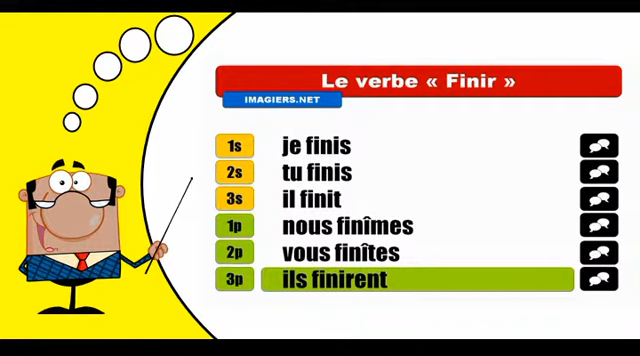 Le verbe « Finir »
IMAGIERS.NET
1s je finis
2s tu finis
3s il finit
1p nous finîmes
2p vous finîtes
3p ils finirent